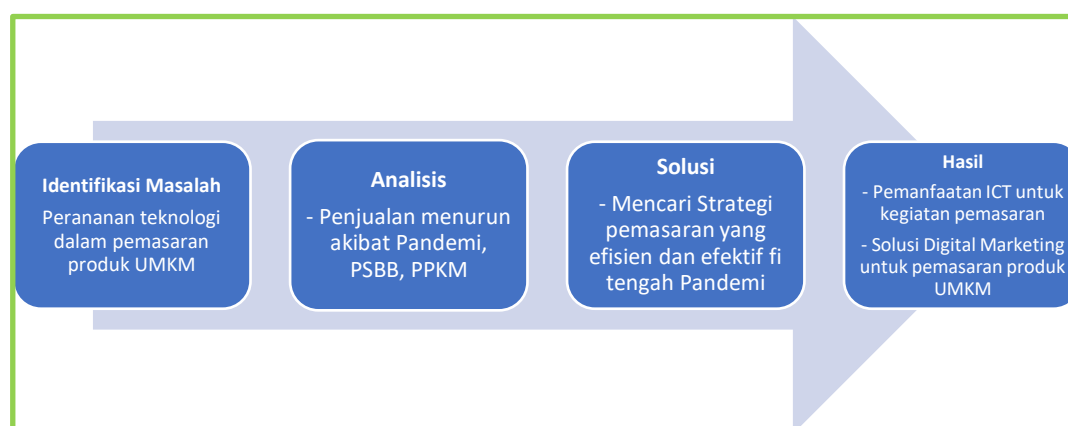 Identifikasi Masalah
Perananan teknologi
dalam pemasaran
produk UMKM
Analisis
- Penjualan menurun
akibat Pandemi,
PSBB, PPKM
Solusi
- Mencari Strategi
pemasaran yang
efisien dan efektif fi
tengah Pandemi
Hasil
- Pemanfaatan ICT untuk
kegiatan pemasaran
- Solusi Digital Marketing
untuk pemasaran produk
UMKM